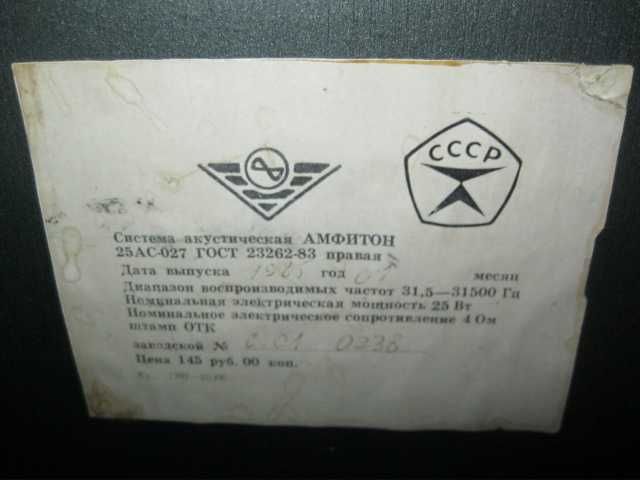 СССР
Система акустическая АМФИТОН
25АС-027 ГОСТ 23262-83 правая
Дата выпуска год месяц
Диапазон воспроизводимых частот 31,5—31500 Гц
Номинальная электрическая мощность 25 Вт
Номинальное электрическое сопротивление 4 Ом
штамп ОТК
заводской № 0238
Цена 145 руб. 00 коп.